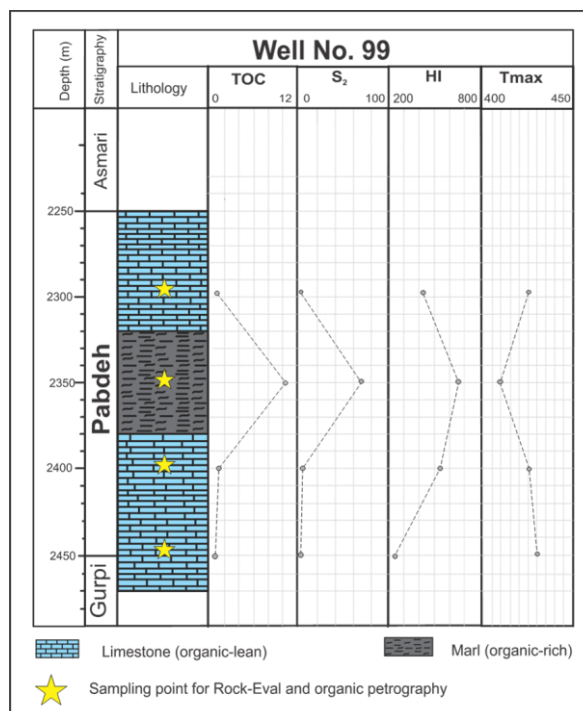 Well No. 99
Depth (m)
Stratigraphy
Lithology
TOC
0 12
S2
0 100
HI
200 800
Tmax
400 450
Asmari
2250
2300
Pabdeh
2350
2400
2450
Gurpi
Limestone (organic-lean)
Marl (organic-rich)
Sampling point for Rock-Eval and organic petrography